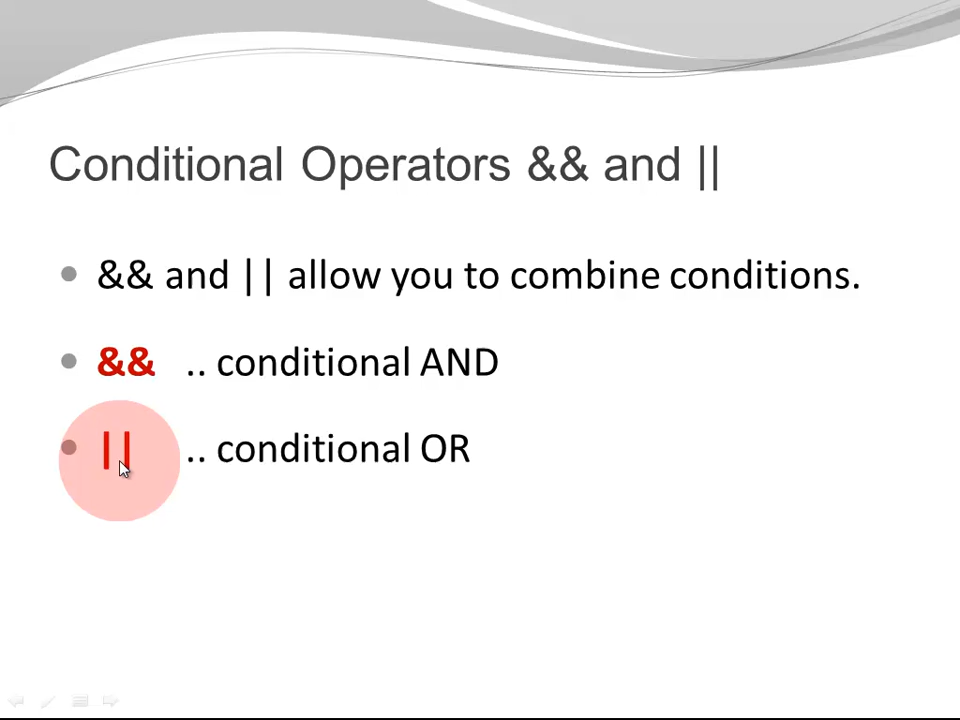 Conditional Operators && and ||
&& and || allow you to combine conditions.
&& .. conditional AND
|| .. conditional OR